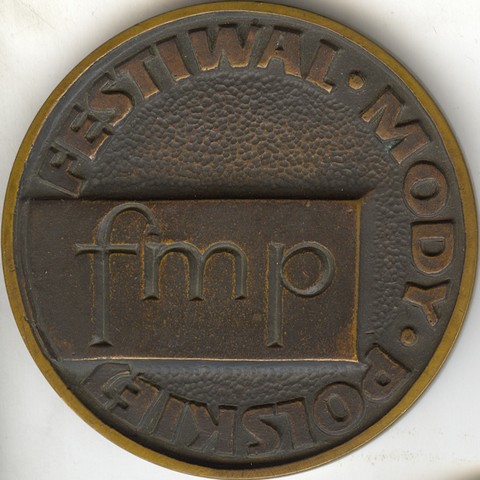 FESTIWAL · MODY · POLSKIEJ
fmp